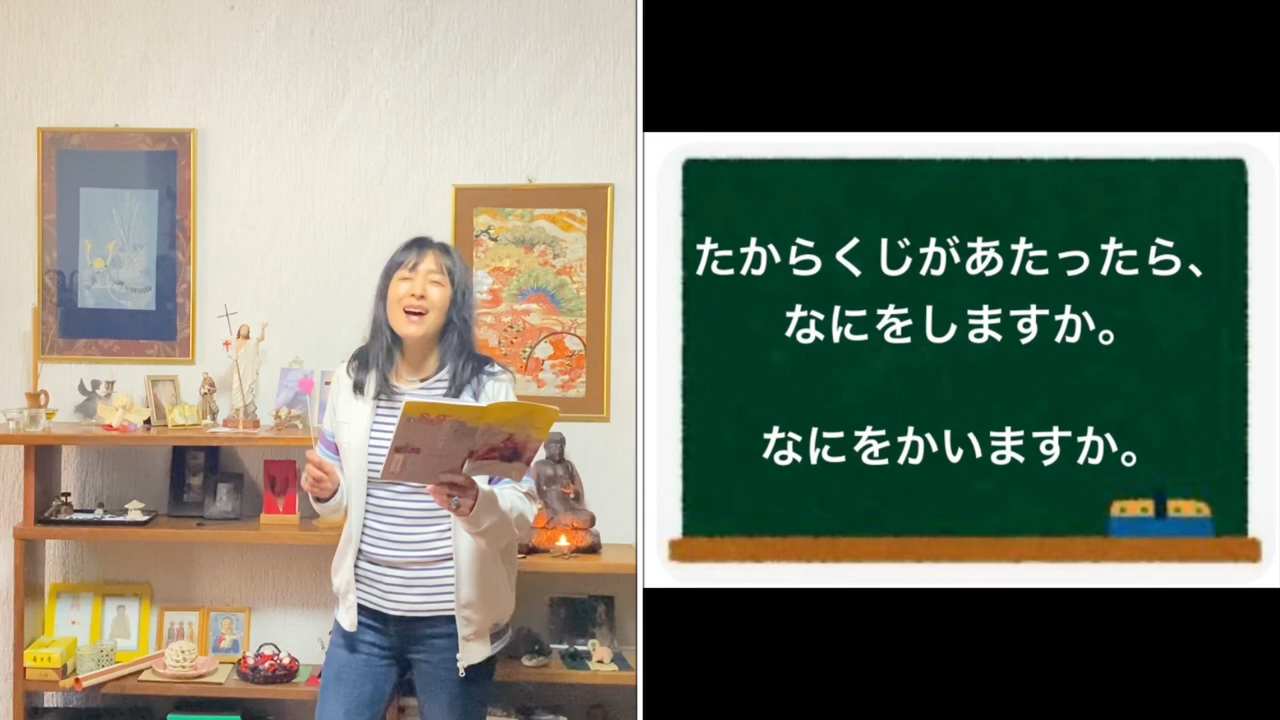 たからくじがあたったら、
なにをしますか。
なにをかいますか。